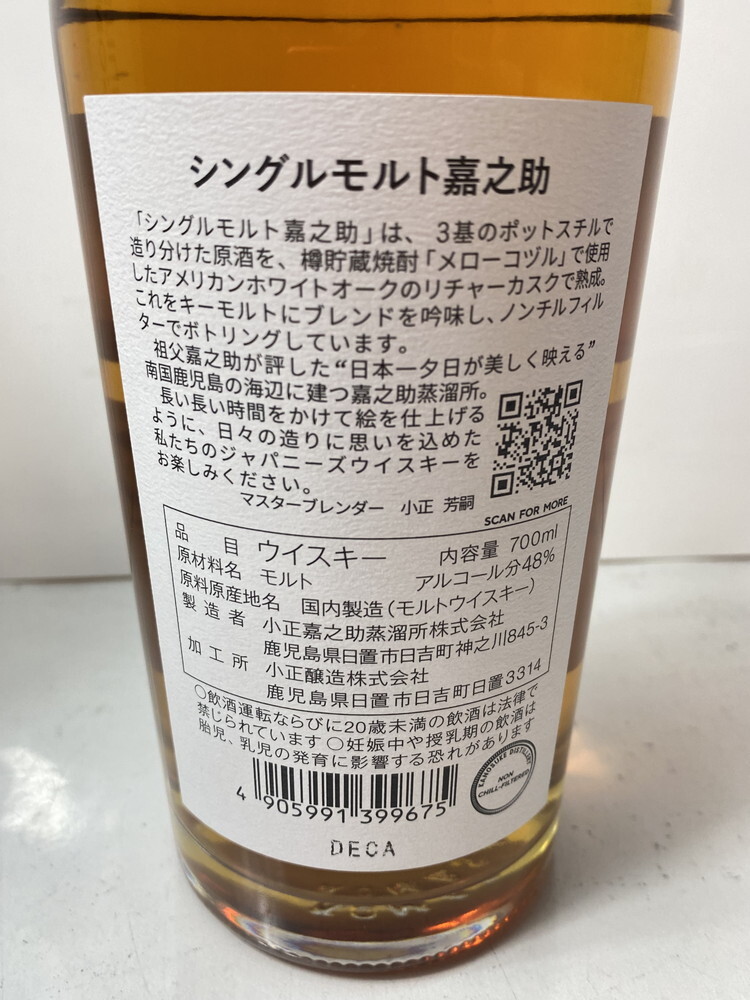 シングルモルト嘉之助
「シングルモルト嘉之助」は、3基のポットスチルで
造り分けた原酒を、樽貯蔵焼酎「メローコヅル」で使用
したアメリカンホワイトオークのリチャーカスクで熟成。
これをキーモルトにブレンドを吟味し、ノンチルフィル
ターでボトリングしています。
祖父嘉之助が評した“日本一夕日が美しく映える”
南国鹿児島の海辺に建つ嘉之助蒸溜所。
長い長い時間をかけて絵を仕上げる
ように、日々の造りに思いを込めた
私たちのジャパニーズウイスキーを
お楽しみください。
マスターブレンダー 小正 芳嗣
SCAN FOR MORE
品目 ウイスキー 内容量 700ml
原材料名 モルト アルコール分48%
原料原産地名 国内製造（モルトウイスキー）
製造者 小正嘉之助蒸溜所株式会社
鹿児島県日置市日吉町神之川845-3
加工所 小正醸造株式会社
鹿児島県日置市日吉町日置3314
○飲酒運転ならびに20歳未満の飲酒は法律で
禁じられています ○妊娠中や授乳期の飲酒は
胎児、乳児の発育に影響する恐れがあります
KANOSUKE DISTILLERY
NON
CHILL-FILTERED
4 905991 399675
DECA